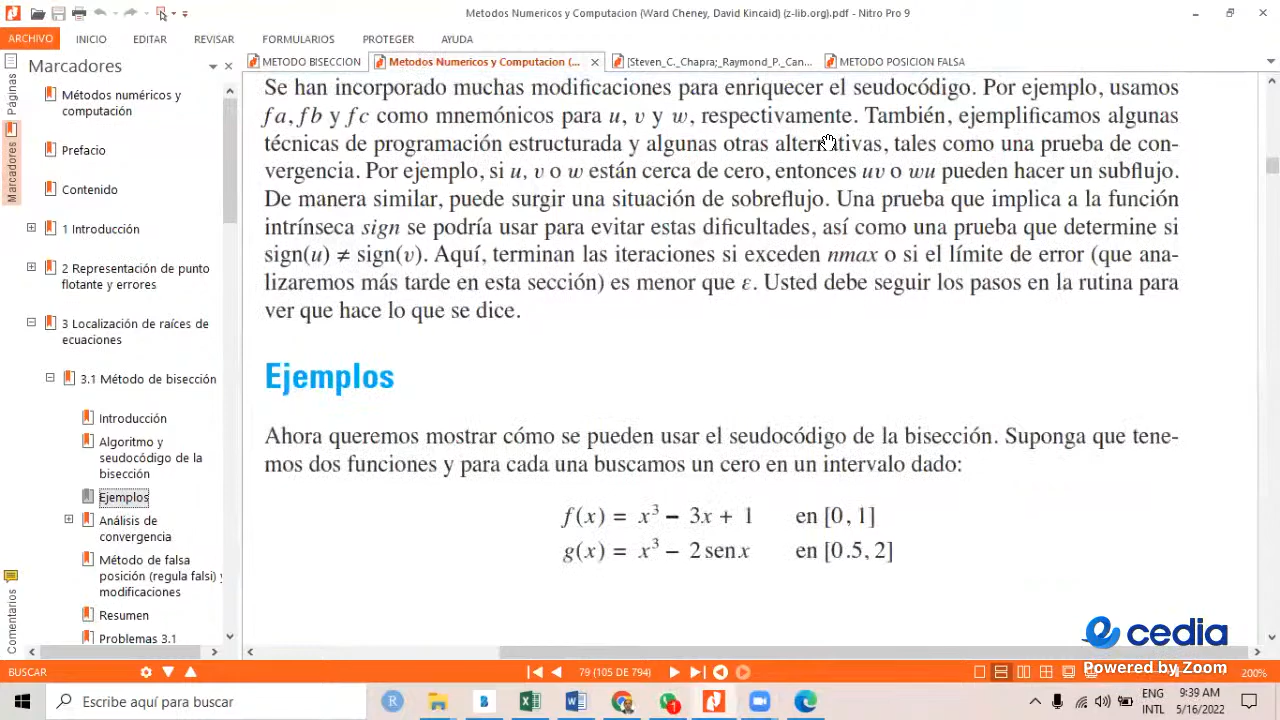 Metodos Numericos y Computacion (Ward Cheney, David Kincaid) (z-lib.org).pdf - Nitro Pro 9
ARCHIVO INICIO EDITAR REVISAR FORMULARIOS PROTEGER AYUDA
METODO BISECCION Metodos Numericos y Computacion (... [Steven_C._Chapra;_Raymond_P._Can... METODO POSICION FALSA
Marcadores
Páginas
Marcadores
Comentarios
Métodos numéricos y
computación
Prefacio
Contenido
1 Introducción
2 Representación de punto
flotante y errores
3 Localización de raíces de
ecuaciones
3.1 Método de bisección
Introducción
Algoritmo y
seudocódigo de la
bisección
Ejemplos
Análisis de
convergencia
Método de falsa
posición (regula falsi) y
modificaciones
Resumen
Problemas 3.1
Se han incorporado muchas modificaciones para enriquecer el seudocódigo. Por ejemplo, usamos
fa, fb y fc como mnemónicos para u, v y w, respectivamente. También, ejemplificamos algunas
técnicas de programación estructurada y algunas otras alternativas, tales como una prueba de con-
vergencia. Por ejemplo, si u, v o w están cerca de cero, entonces uv o wu pueden hacer un subflujo.
De manera similar, puede surgir una situación de sobreflujo. Una prueba que implica a la función
intrínseca sign se podría usar para evitar estas dificultades, así como una prueba que determine si
sign(u) ≠ sign(v). Aquí, terminan las iteraciones si exceden nmax o si el límite de error (que ana-
lizaremos más tarde en esta sección) es menor que ε. Usted debe seguir los pasos en la rutina para
ver que hace lo que se dice.
Ejemplos
Ahora queremos mostrar cómo se pueden usar el seudocódigo de la bisección. Suponga que tene-
mos dos funciones y para cada una buscamos un cero en un intervalo dado:
f(x) = x³ − 3x + 1 en [0, 1]
g(x) = x³ − 2 sen x en [0.5, 2]
cedia
Powered by Zoom
BUSCAR 79 (105 DE 794) 200%
Escribe aquí para buscar
ENG 9:39 AM
INTL 5/16/2022